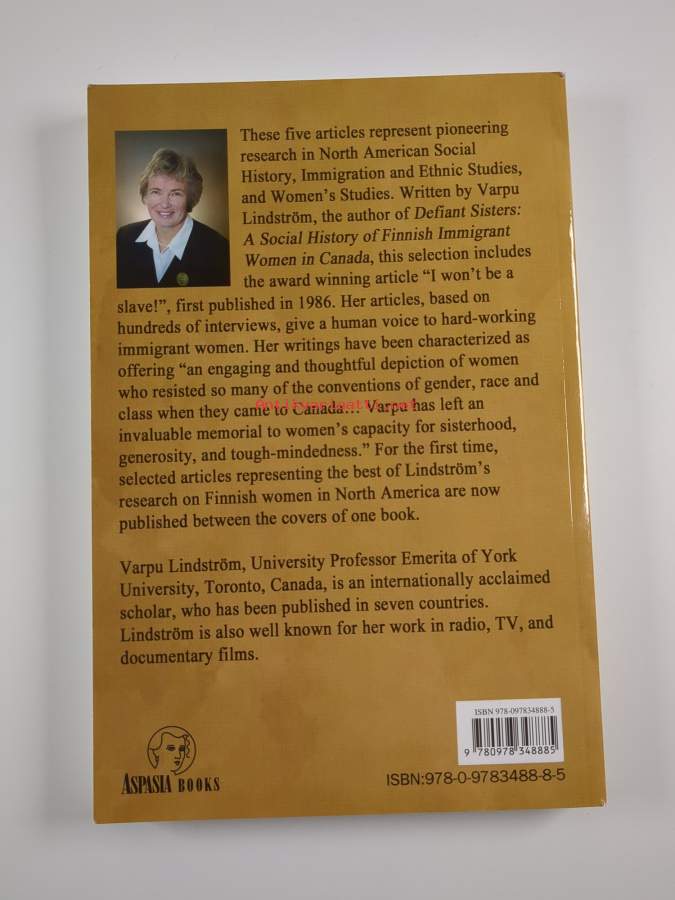 These five articles represent pioneering
research in North American Social
History, Immigration and Ethnic Studies,
and Women's Studies. Written by Varpu
Lindström, the author of Defiant Sisters:
A Social History of Finnish Immigrant
Women in Canada, this selection includes
the award winning article “I won't be a
slave!”, first published in 1986. Her articles, based on
hundreds of interviews, give a human voice to hard-working
immigrant women. Her writings have been characterized as
offering “an engaging and thoughtful depiction of women
who resisted so many of the conventions of gender, race and
class when they came to Canada… Varpu has left an
invaluable memorial to women's capacity for sisterhood,
generosity, and tough-mindedness.” For the first time,
selected articles representing the best of Lindström's
research on Finnish women in North America are now
published between the covers of one book.
Varpu Lindström, University Professor Emerita of York
University, Toronto, Canada, is an internationally acclaimed
scholar, who has been published in seven countries.
Lindström is also well known for her work in radio, TV, and
documentary films.
ISBN 978-097834888-5
9 780978 348885
ASPASIA BOOKS
ISBN:978-0-9783488-8-5